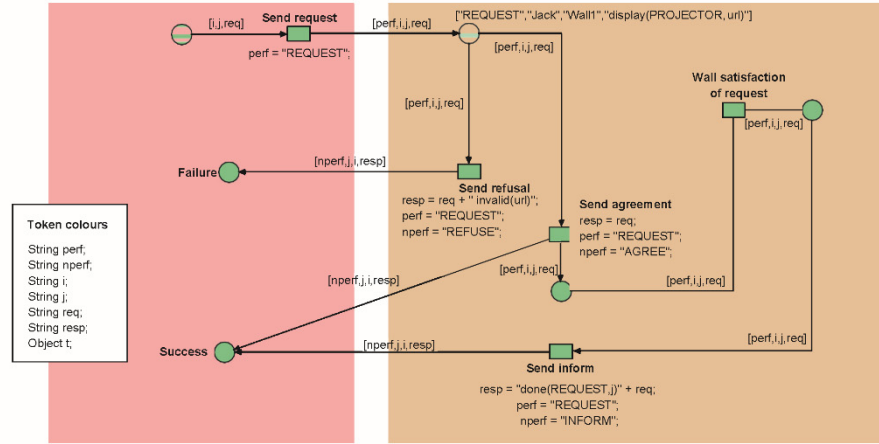 Send request
[i,j,req]
[perf,i,j,req]
perf = "REQUEST";
["REQUEST","Jack","Wall1","display(PROJECTOR, url)"]
[perf,i,j,req]
[perf,i,j,req]
Wall satisfaction
of request
[perf,i,j,req]
Failure
[nperf,j,i,resp]
Send refusal
resp = req + " invalid(url)";
perf = "REQUEST";
nperf = "REFUSE";
Send agreement
resp = req;
perf = "REQUEST";
nperf = "AGREE";
Token colours
String perf;
String nperf;
String i;
String j;
String req;
String resp;
Object t;
[nperf,j,i,resp]
[perf,i,j,req]
[perf,i,j,req]
[perf,i,j,req]
Success
[nperf,j,i,resp]
Send inform
resp = "done(REQUEST,j)" + req;
perf = "REQUEST";
nperf = "INFORM";